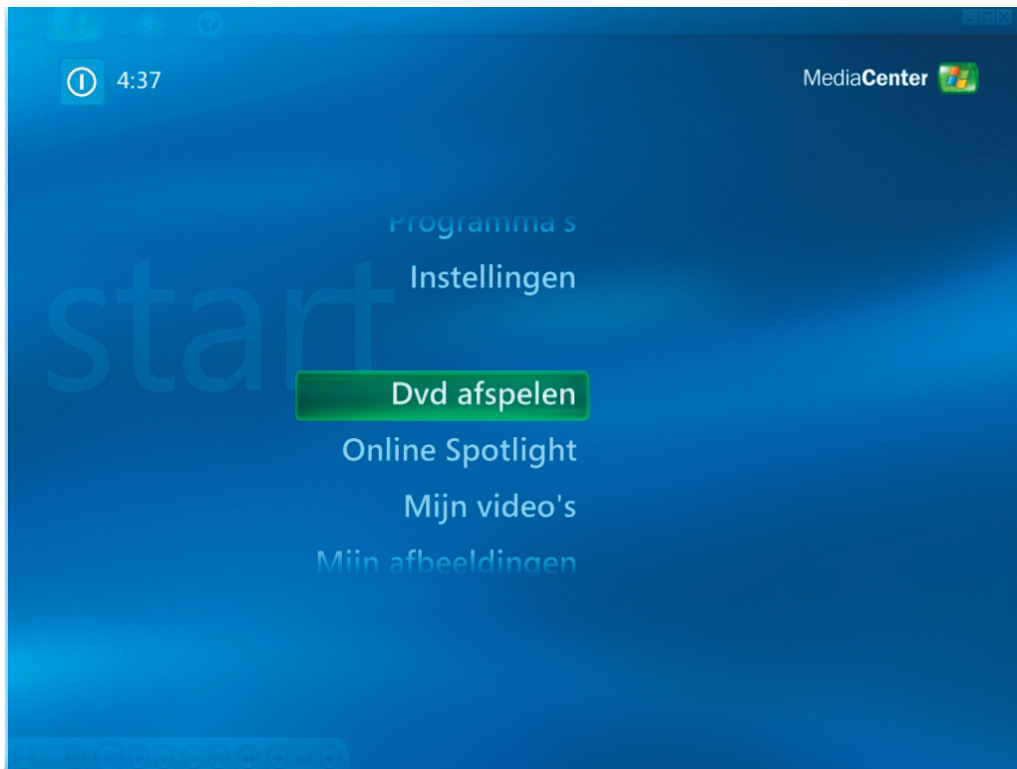 4:37
MediaCenter
Programma's
Instellingen
start
Dvd afspelen
Online Spotlight
Mijn video's
Mijn afbeeldingen